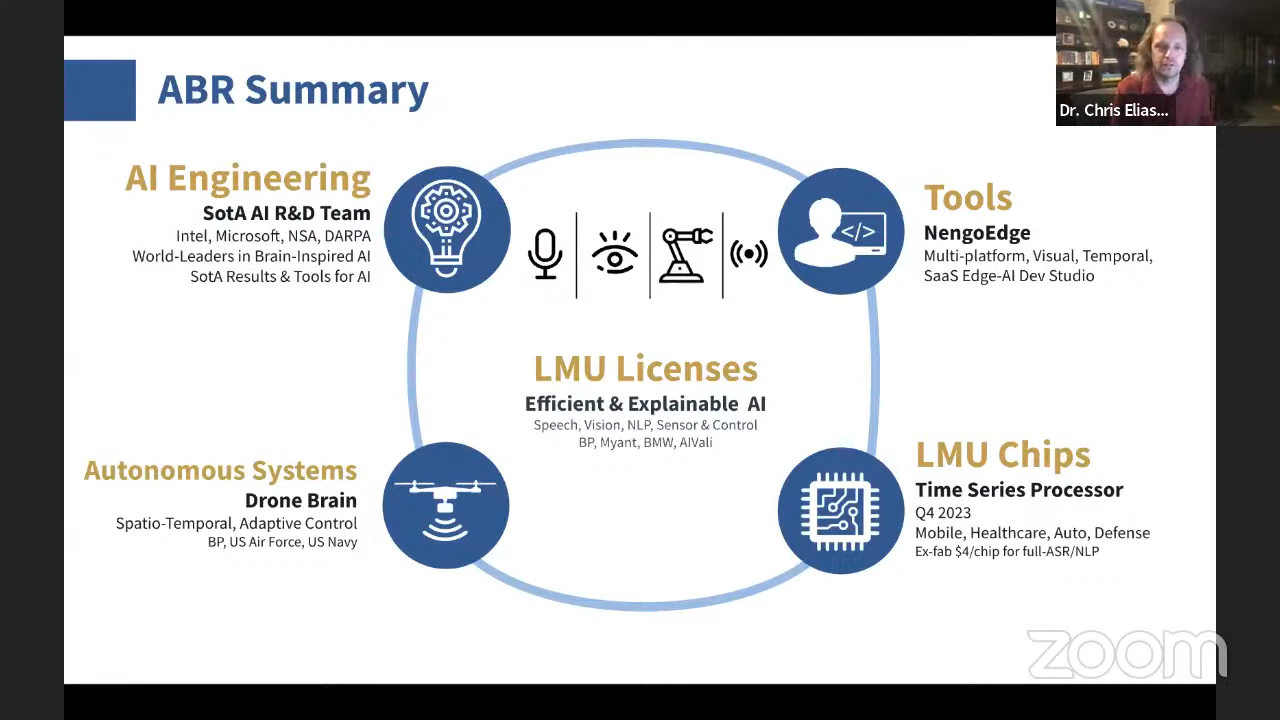 ABR Summary
Dr. Chris Elias...
AI Engineering
SotA AI R&D Team
Intel, Microsoft, NSA, DARPA
World-Leaders in Brain-Inspired AI
SotA Results & Tools for AI
</>
Tools
NengoEdge
Multi-platform, Visual, Temporal,
SaaS Edge-AI Dev Studio
LMU Licenses
Efficient & Explainable AI
Speech, Vision, NLP, Sensor & Control
BP, Myant, BMW, AIVali
Autonomous Systems
Drone Brain
Spatio-Temporal, Adaptive Control
BP, US Air Force, US Navy
LMU Chips
Time Series Processor
Q4 2023
Mobile, Healthcare, Auto, Defense
Ex-fab $4/chip for full-ASR/NLP
zoom